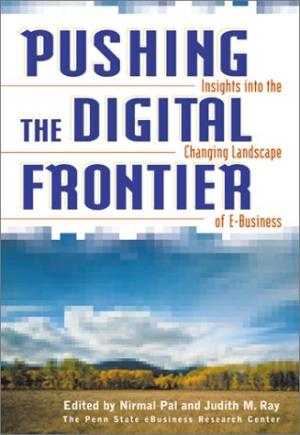 PUSHING
Insights into the
THE DIGITAL
Changing Landscape
FRONTIER
of E-Business
Edited by Nirmal Pal and Judith M. Ray
The Penn State eBusiness Research Center